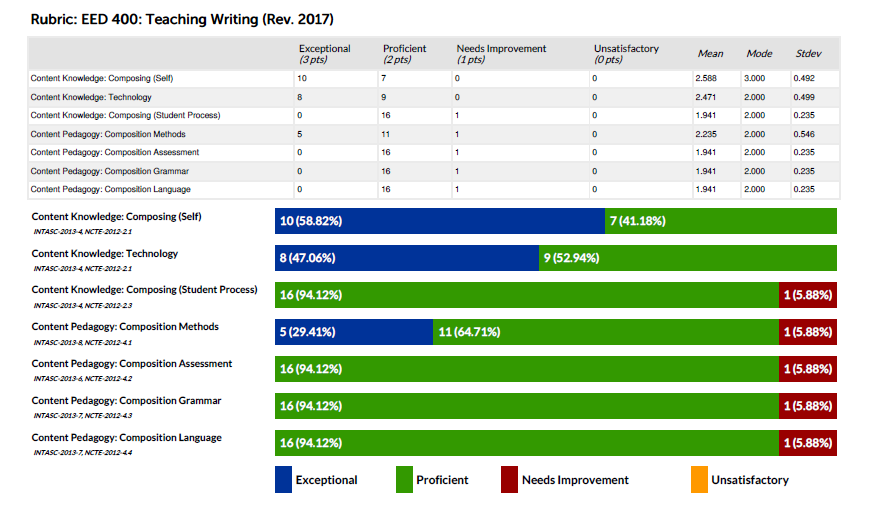 Rubric: EED 400: Teaching Writing (Rev. 2017)
Exceptional (3 pts) Proficient (2 pts) Needs Improvement (1 pts) Unsatisfactory (0 pts) Mean Mode Stdev
Content Knowledge: Composing (Self) 10 7 0 0 2.588 3.000 0.492
Content Knowledge: Technology 8 9 0 0 2.471 2.000 0.499
Content Knowledge: Composing (Student Process) 0 16 1 0 1.941 2.000 0.235
Content Pedagogy: Composition Methods 5 11 1 0 2.235 2.000 0.546
Content Pedagogy: Composition Assessment 0 16 1 0 1.941 2.000 0.235
Content Pedagogy: Composition Grammar 0 16 1 0 1.941 2.000 0.235
Content Pedagogy: Composition Language 0 16 1 0 1.941 2.000 0.235
Content Knowledge: Composing (Self) 10 (58.82%) 7 (41.18%)
INTASC-2013-4, NCTE-2012-2.1
Content Knowledge: Technology 8 (47.06%) 9 (52.94%)
INTASC-2013-4, NCTE-2012-2.1
Content Knowledge: Composing (Student Process) 16 (94.12%) 1 (5.88%)
INTASC-2013-4, NCTE-2012-2.3
Content Pedagogy: Composition Methods 5 (29.41%) 11 (64.71%) 1 (5.88%)
INTASC-2013-8, NCTE-2012-4.1
Content Pedagogy: Composition Assessment 16 (94.12%) 1 (5.88%)
INTASC-2013-6, NCTE-2012-4.2
Content Pedagogy: Composition Grammar 16 (94.12%) 1 (5.88%)
INTASC-2013-7, NCTE-2012-4.3
Content Pedagogy: Composition Language 16 (94.12%) 1 (5.88%)
INTASC-2013-7, NCTE-2012-4.4
Exceptional Proficient Needs Improvement Unsatisfactory